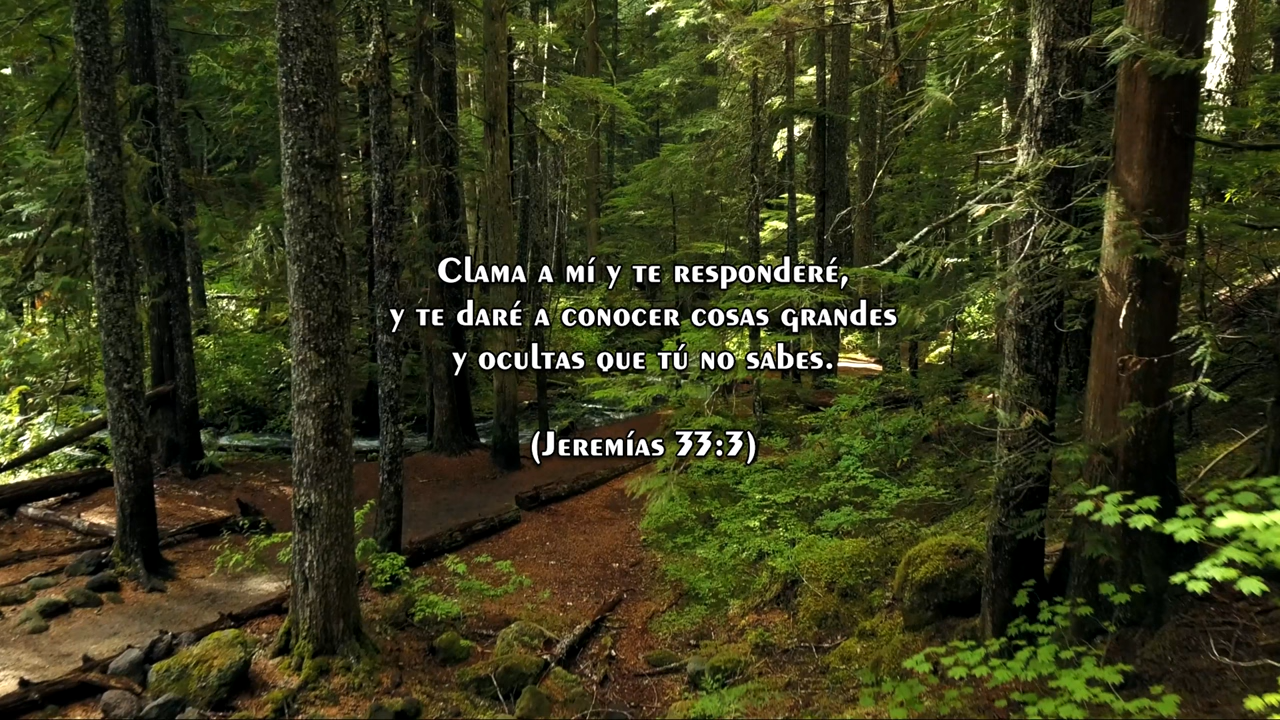 Clama a mí y te responderé,
y te daré a conocer cosas grandes
y ocultas que tú no sabes.
(Jeremías 33:3)